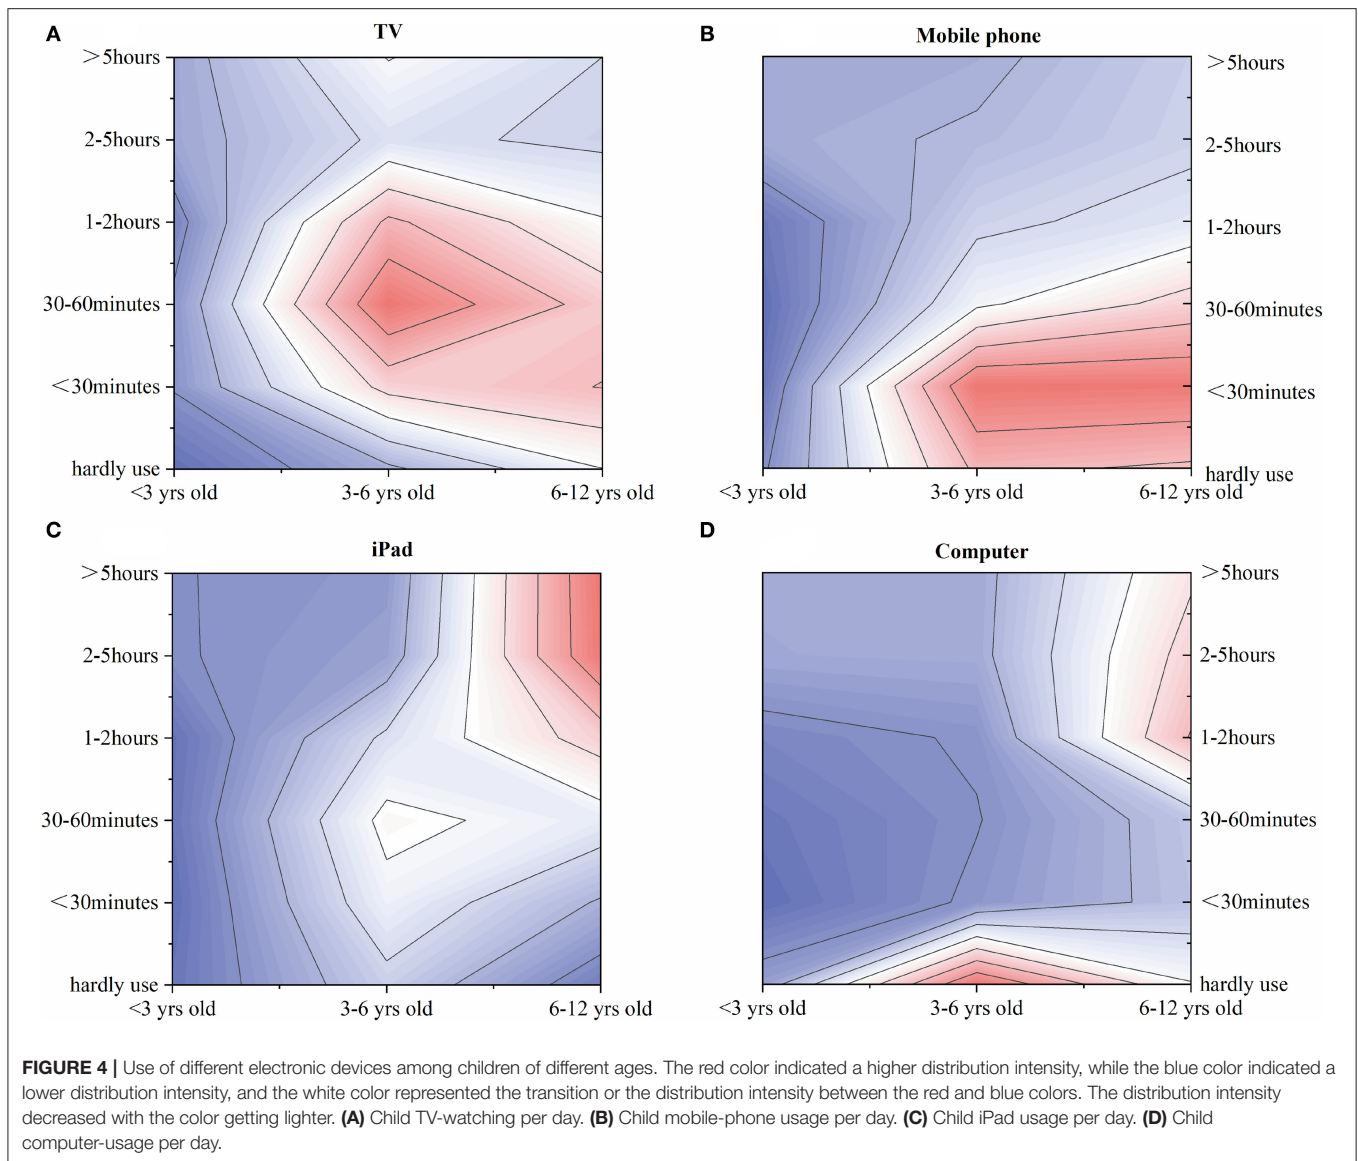 A
TV
>5hours
2-5hours
1-2hours
30-60minutes
<30minutes
hardly use
<3 yrs old
3-6 yrs old
6-12 yrs old
B
Mobile phone
>5hours
2-5hours
1-2hours
30-60minutes
<30minutes
hardly use
<3 yrs old
3-6 yrs old
6-12 yrs old
C
iPad
>5hours
2-5hours
1-2hours
30-60minutes
<30minutes
hardly use
<3 yrs old
3-6 yrs old
6-12 yrs old
D
Computer
>5hours
2-5hours
1-2hours
30-60minutes
<30minutes
hardly use
<3 yrs old
3-6 yrs old
6-12 yrs old
FIGURE 4 | Use of different electronic devices among children of different ages. The red color indicated a higher distribution intensity, while the blue color indicated a
lower distribution intensity, and the white color represented the transition or the distribution intensity between the red and blue colors. The distribution intensity
decreased with the color getting lighter. (A) Child TV-watching per day. (B) Child mobile-phone usage per day. (C) Child iPad usage per day. (D) Child
computer-usage per day.